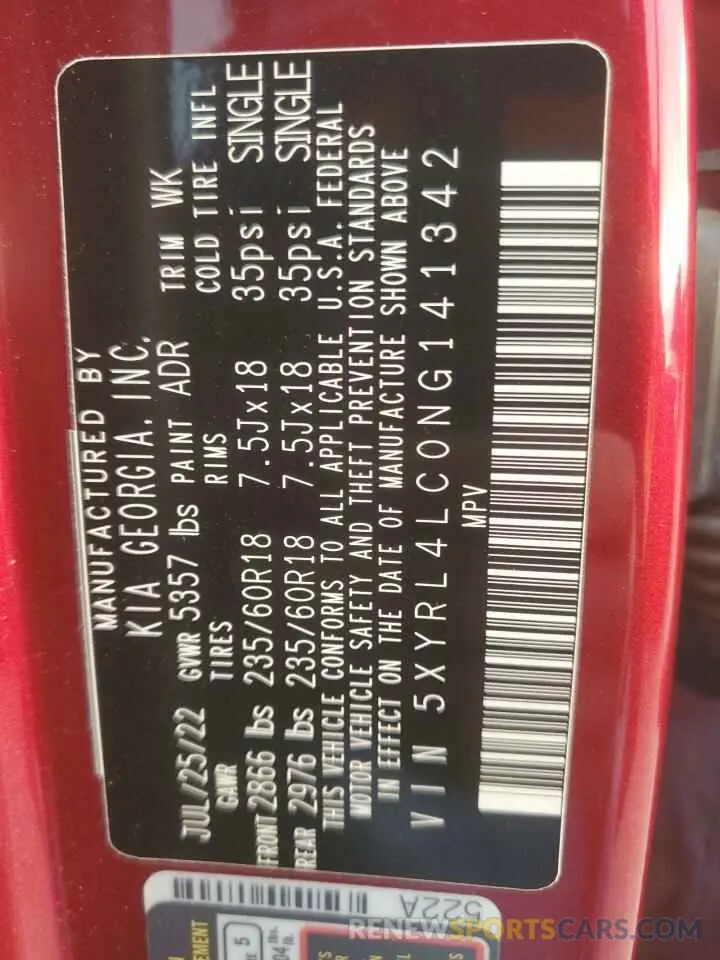 MANUFACTURED BY
KIA GEORGIA, INC.
JUL/25/22 GVWR 5357 lbs PAINT ADR TRIM WK
GAWR TIRES RIMS COLD TIRE INFL
FRONT 2866 lbs 235/60R18 7.5Jx18 35psi SINGLE
REAR 2976 lbs 235/60R18 7.5Jx18 35psi SINGLE
THIS VEHICLE CONFORMS TO ALL APPLICABLE U.S.A. FEDERAL
MOTOR VEHICLE SAFETY AND THEFT PREVENTION STANDARDS
IN EFFECT ON THE DATE OF MANUFACTURE SHOWN ABOVE
VIN 5XYRL4LC0NG141342
MPV
522A
5
RENEWSPORTSCARS.COM